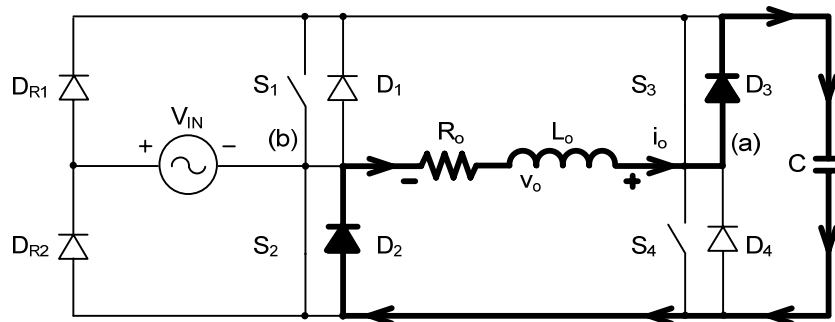 D_R1
V_IN
+ −
S_1
D_1
(b)
R_o
L_o
i_o
v_o
− +
S_3
D_3
(a)
C
D_R2
S_2
D_2
S_4
D_4